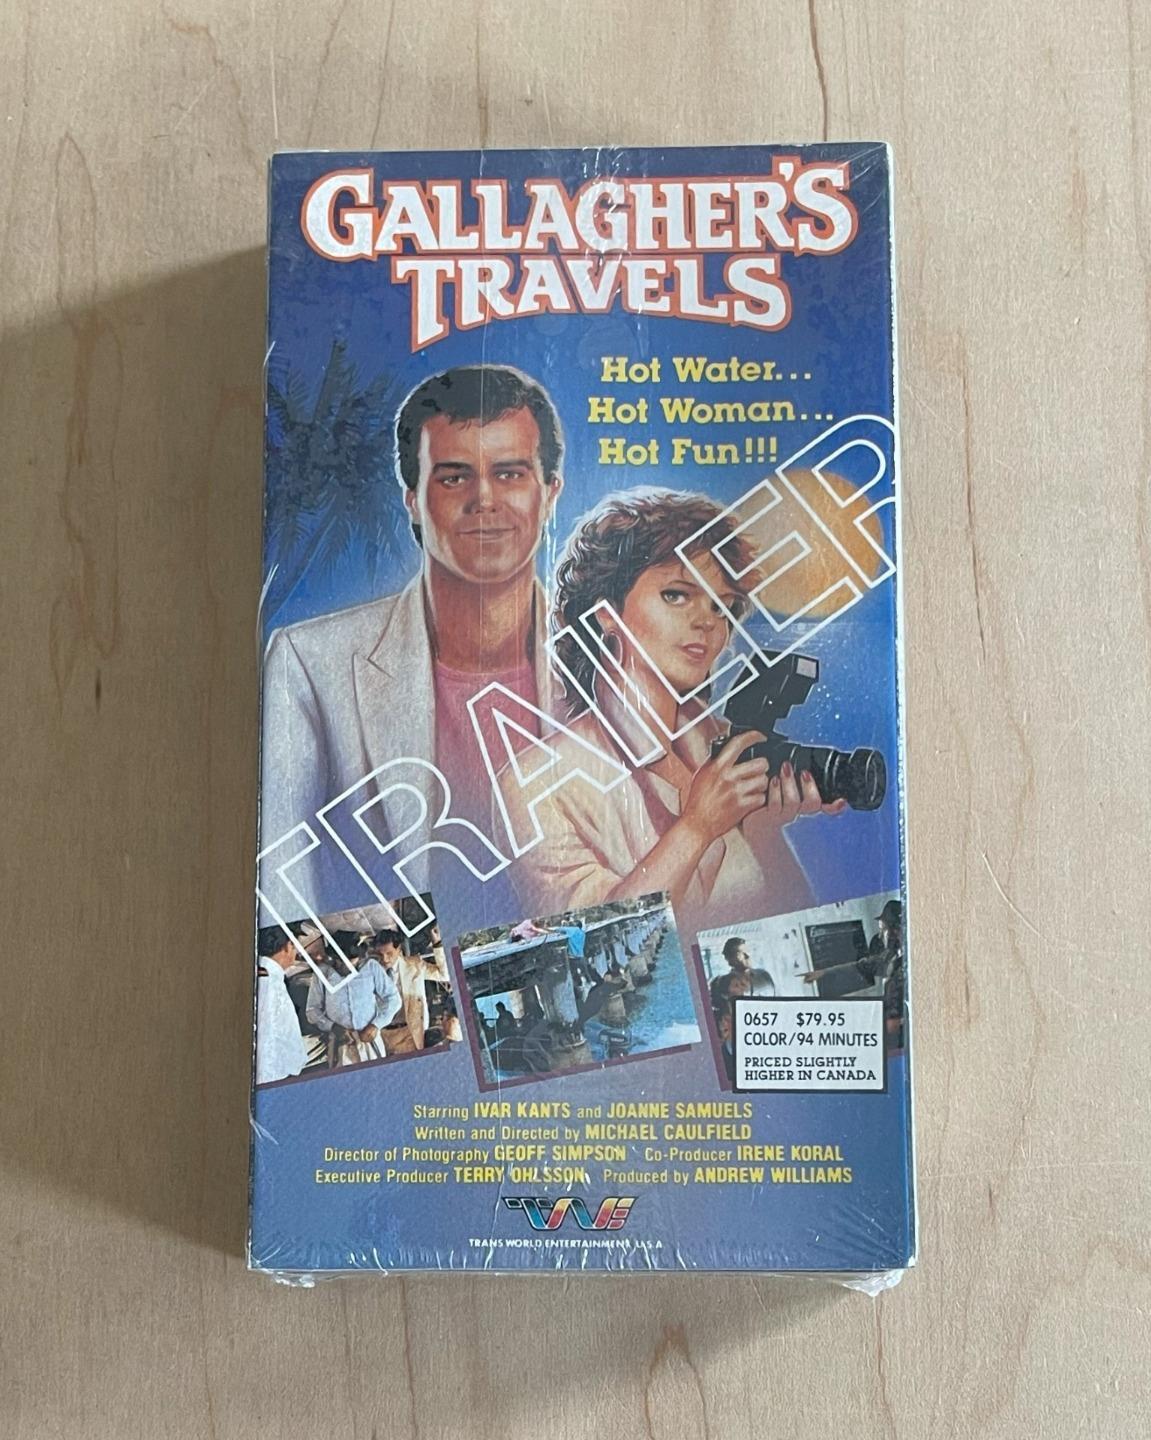 GALLAGHER'S
TRAVELS
Hot Water...
Hot Woman...
Hot Fun!!!
TRAILER
0657 $79.95
COLOR/94 MINUTES
PRICED SLIGHTLY
HIGHER IN CANADA
Starring IVAR KANTS and JOANNE SAMUELS
Written and Directed by MICHAEL CAULFIELD
Director of Photography GEOFF SIMPSON Co-Producer IRENE KORAL
Executive Producer TERRY OHLSSON Produced by ANDREW WILLIAMS
TWE
TRANS WORLD ENTERTAINMENT, U.S.A.